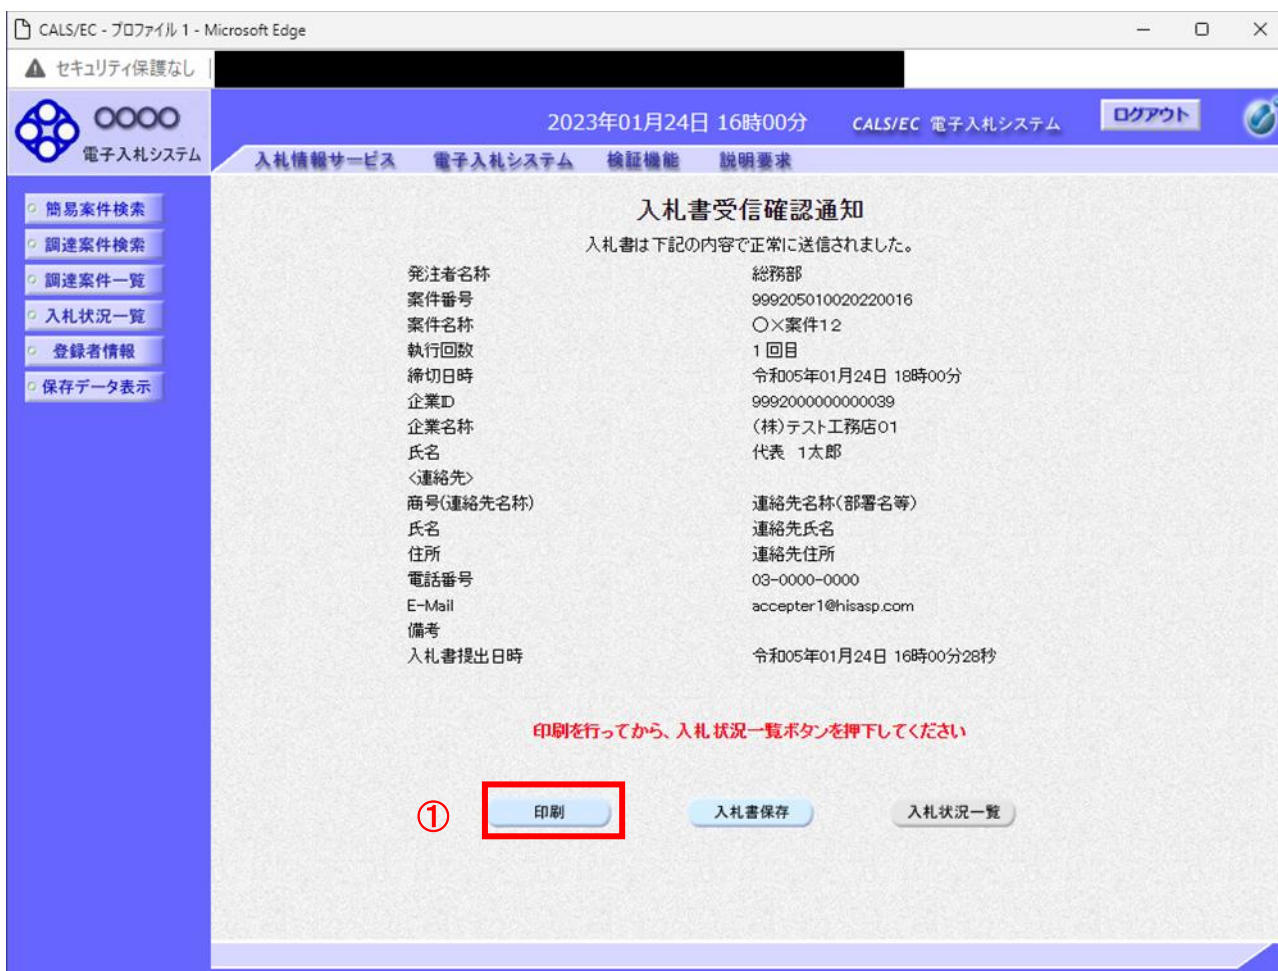 CALS/EC - プロファイル 1 - Microsoft Edge
セキュリティ保護なし
〇〇〇〇
電子入札システム
2023年01月24日 16時00分
CALS/EC 電子入札システム
ログアウト
入札情報サービス 電子入札システム 検証機能 説明要求
簡易案件検索
調達案件検索
調達案件一覧
入札状況一覧
登録者情報
保存データ表示
入札書受信確認通知
入札書は下記の内容で正常に送信されました。
発注者名称 総務部
案件番号 999205010020220016
案件名称 〇×案件12
執行回数 1回目
締切日時 令和05年01月24日 18時00分
企業ID 9992000000000039
企業名称 (株)テスト工務店01
氏名 代表 1太郎
<連絡先>
商号(連絡先名称) 連絡先名称(部署名等)
氏名 連絡先氏名
住所 連絡先住所
電話番号 03-0000-0000
E-Mail accepter1@hisasp.com
備考
入札書提出日時 令和05年01月24日 16時00分28秒
印刷を行ってから、入札状況一覧ボタンを押下してください
① 印刷 入札書保存 入札状況一覧